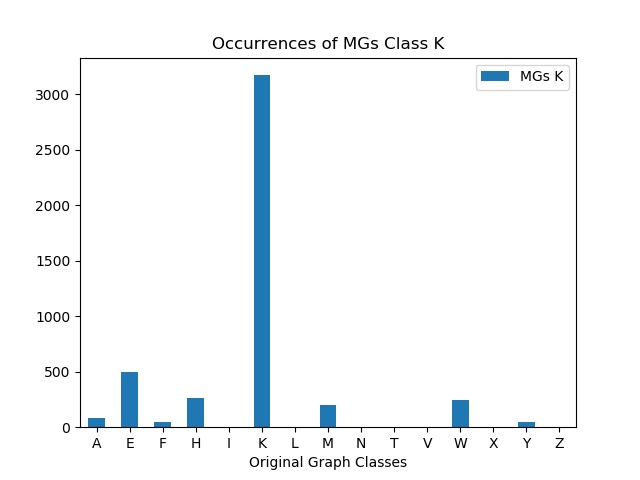 Occurrences of MGs Class K
MGs K
3000
2500
2000
1500
1000
500
0
A E F H I K L M N T V W X Y Z
Original Graph Classes